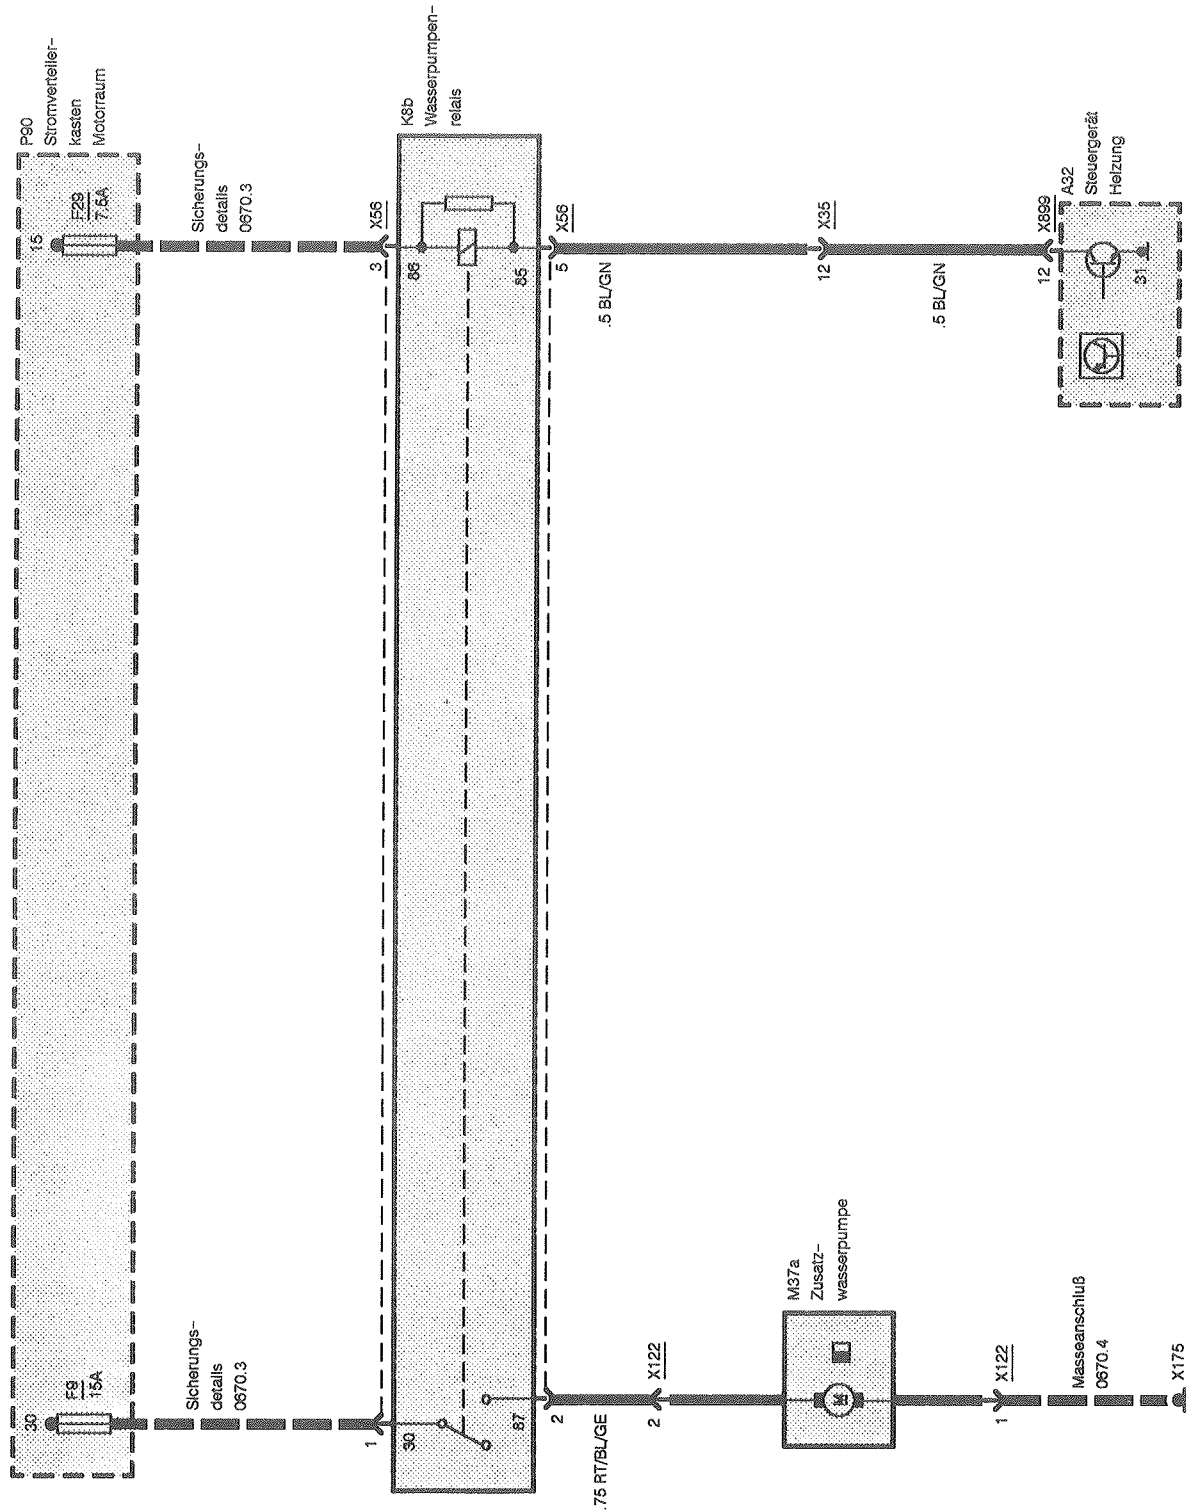 P90
Stromverteiler-
kasten
Motorraum
15
F29
7.5A
30
F9
15A
Sicherungs-
details
0670.3
Sicherungs-
details
0670.3
3
X56
1
K8b
Wasserpumpen-
relais
86
85
30
87
5
X56
2
.5 BL/GN
.75 RT/BL/GE
12
X35
2
X122
.5 BL/GN
12
X899
A32
Steuergerät
Heizung
31
M37a
Zusatz-
wasserpumpe
M
1
X122
Masseanschluß
0670.4
X175